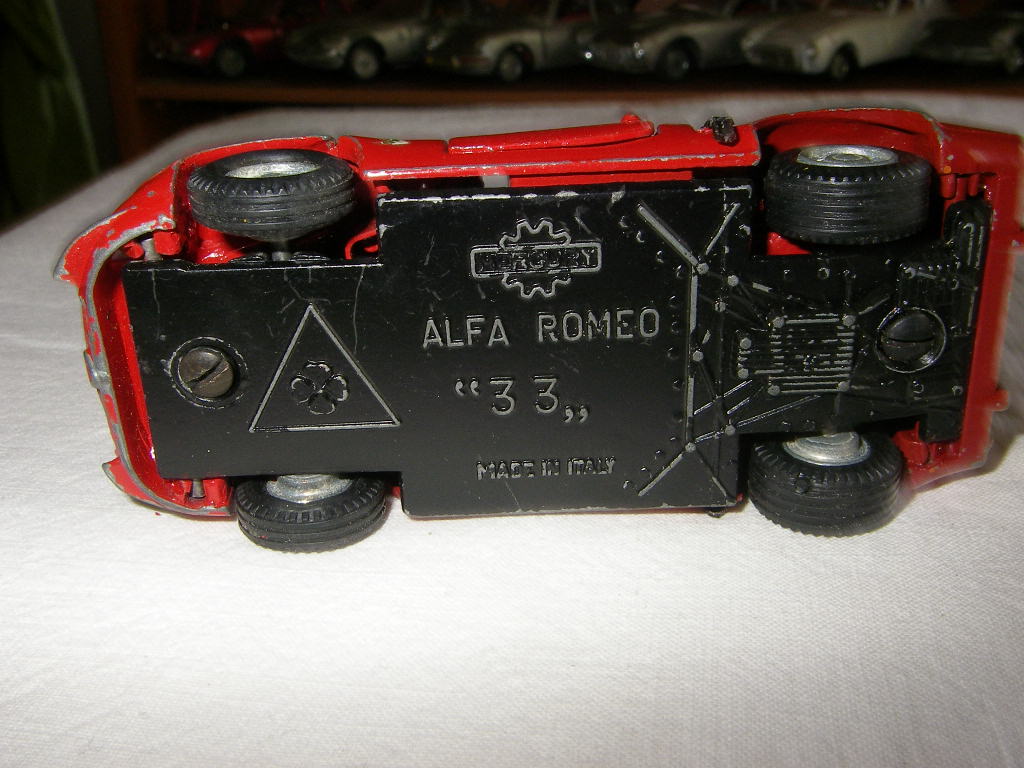 MERCURY
ALFA ROMEO
“33„
MADE IN ITALY